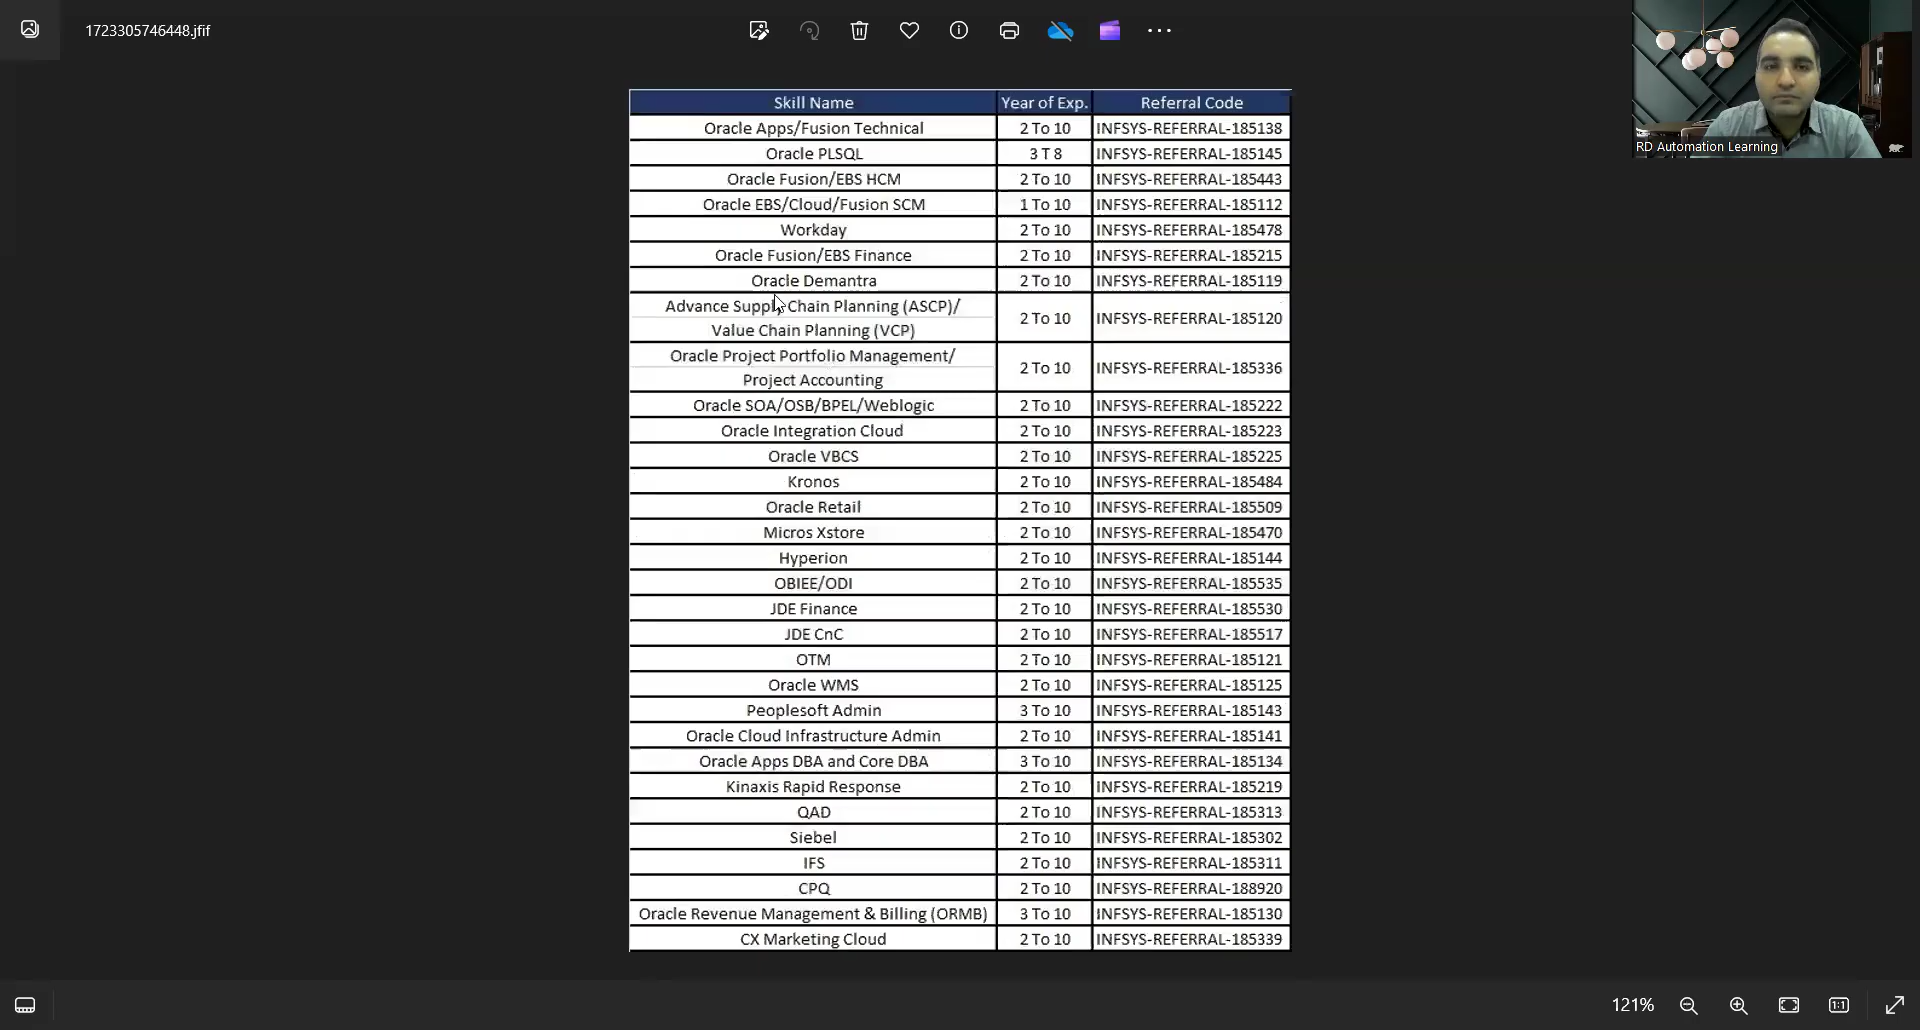 1723305746448.jfif
RD Automation Learning
Skill Name Year of Exp. Referral Code
Oracle Apps/Fusion Technical 2 To 10 INFSYS-REFERRAL-185138
Oracle PLSQL 3 T 8 INFSYS-REFERRAL-185145
Oracle Fusion/EBS HCM 2 To 10 INFSYS-REFERRAL-185443
Oracle EBS/Cloud/Fusion SCM 1 To 10 INFSYS-REFERRAL-185112
Workday 2 To 10 INFSYS-REFERRAL-185478
Oracle Fusion/EBS Finance 2 To 10 INFSYS-REFERRAL-185215
Oracle Demantra 2 To 10 INFSYS-REFERRAL-185119
Advance Supply Chain Planning (ASCP)/
Value Chain Planning (VCP) 2 To 10 INFSYS-REFERRAL-185120
Oracle Project Portfolio Management/
Project Accounting 2 To 10 INFSYS-REFERRAL-185336
Oracle SOA/OSB/BPEL/Weblogic 2 To 10 INFSYS-REFERRAL-185222
Oracle Integration Cloud 2 To 10 INFSYS-REFERRAL-185223
Oracle VBCS 2 To 10 INFSYS-REFERRAL-185225
Kronos 2 To 10 INFSYS-REFERRAL-185484
Oracle Retail 2 To 10 INFSYS-REFERRAL-185509
Micros Xstore 2 To 10 INFSYS-REFERRAL-185470
Hyperion 2 To 10 INFSYS-REFERRAL-185144
OBIEE/ODI 2 To 10 INFSYS-REFERRAL-185535
JDE Finance 2 To 10 INFSYS-REFERRAL-185530
JDE CnC 2 To 10 INFSYS-REFERRAL-185517
OTM 2 To 10 INFSYS-REFERRAL-185121
Oracle WMS 2 To 10 INFSYS-REFERRAL-185125
Peoplesoft Admin 3 To 10 INFSYS-REFERRAL-185143
Oracle Cloud Infrastructure Admin 2 To 10 INFSYS-REFERRAL-185141
Oracle Apps DBA and Core DBA 3 To 10 INFSYS-REFERRAL-185134
Kinaxis Rapid Response 2 To 10 INFSYS-REFERRAL-185219
QAD 2 To 10 INFSYS-REFERRAL-185313
Siebel 2 To 10 INFSYS-REFERRAL-185302
IFS 2 To 10 INFSYS-REFERRAL-185311
CPQ 2 To 10 INFSYS-REFERRAL-188920
Oracle Revenue Management & Billing (ORMB) 3 To 10 INFSYS-REFERRAL-185130
CX Marketing Cloud 2 To 10 INFSYS-REFERRAL-185339
121% 1:1